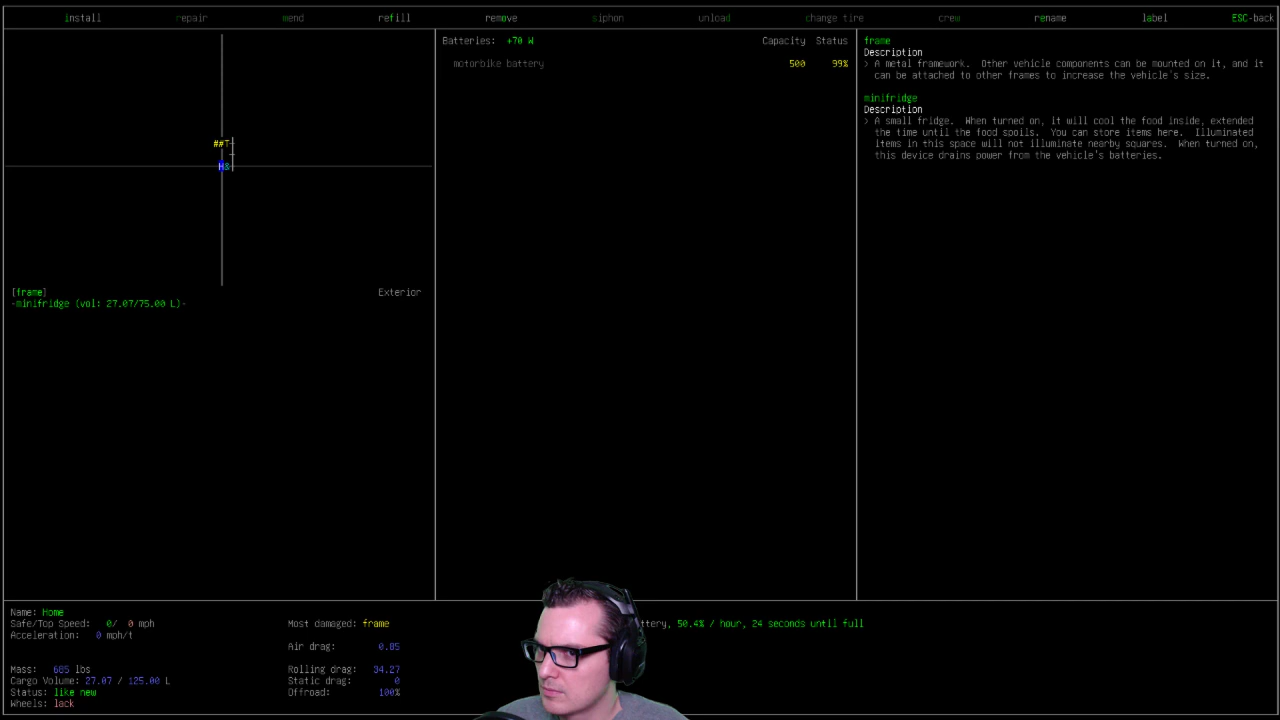 install repair mend refill remove siphon unload change tire crew rename label ESC-back
Batteries: +70 W Capacity Status
motorbike battery 500 99%
frame
Description
> A metal framework. Other vehicle components can be mounted on it, and it
can be attached to other frames to increase the vehicle's size.
minifridge
Description
> A small fridge. When turned on, it will cool the food inside, extended
the time until the food spoils. You can store items here. Illuminated
items in this space will not illuminate nearby squares. When turned on,
this device drains power from the vehicle's batteries.
##T
H&
[frame] Exterior
-minifridge (vol: 27.07/75.00 L)-
Name: Home
Safe/Top Speed: 0/ 0 mph
Acceleration: 0 mph/t
Mass: 685 lbs
Cargo Volume: 27.07 / 125.00 L
Status: like new
Wheels: lack
Most damaged: frame
Air drag: 0.85
Rolling drag: 34.27
Static drag: 0
Offroad: 100%
ttery, 50.4% / hour, 24 seconds until full